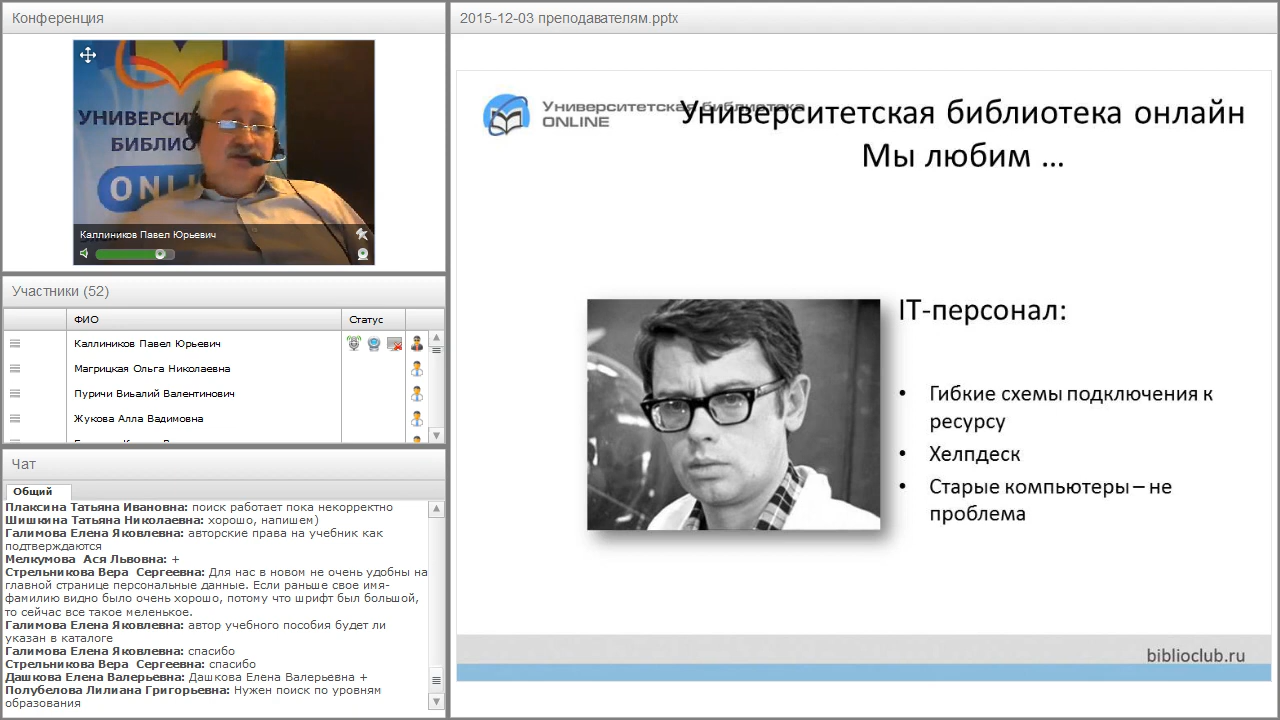 Конференция
УНИВЕРСИ
БИБЛИО
ONLI
Каллиников Павел Юрьевич
Участники (52)
ФИО Статус
Каллиников Павел Юрьевич
Магрицкая Ольга Николаевна
Пуричи Виьалий Валентинович
Жукова Алла Вадимовна
Чат
Общий
Плаксина Татьяна Ивановна: поиск работает пока некорректно
Шишкина Татьяна Николаевна: хорошо, напишем)
Галимова Елена Яковлевна: авторские права на учебник как
подтверждаются
Мелкумова Ася Львовна: +
Стрельникова Вера Сергеевна: Для нас в новом не очень удобны на
главной странице персональные данные. Если раньше свое имя-
фамилию видно было очень хорошо, потому что шрифт был большой,
то сейчас все такое меленькое.
Галимова Елена Яковлевна: автор учебного пособия будет ли
указан в каталоге
Галимова Елена Яковлевна: спасибо
Стрельникова Вера Сергеевна: спасибо
Дашкова Елена Валерьевна: Дашкова Елена Валерьевна +
Полубелова Лилиана Григорьевна: Нужен поиск по уровням
образования
2015-12-03 преподавателям.pptx
Университетская библиотека
ONLINE
Университетская библиотека онлайн
Мы любим ...
IT-персонал:
• Гибкие схемы подключения к
ресурсу
• Хелпдеск
• Старые компьютеры – не
проблема
biblioclub.ru